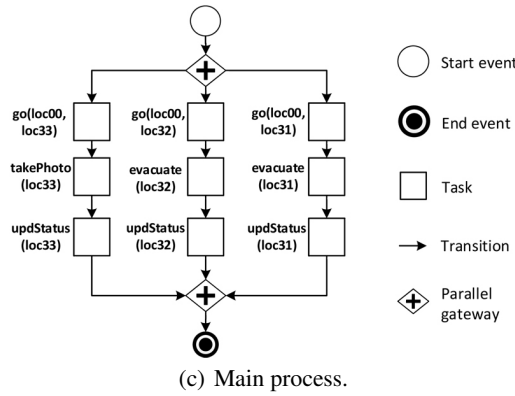 Start event
go(loc00,
loc33)
go(loc00,
loc32)
go(loc00,
loc31)
End event
takePhoto
(loc33)
evacuate
(loc32)
evacuate
(loc31)
Task
updStatus
(loc33)
updStatus
(loc32)
updStatus
(loc31)
Transition
Parallel
gateway
(c) Main process.